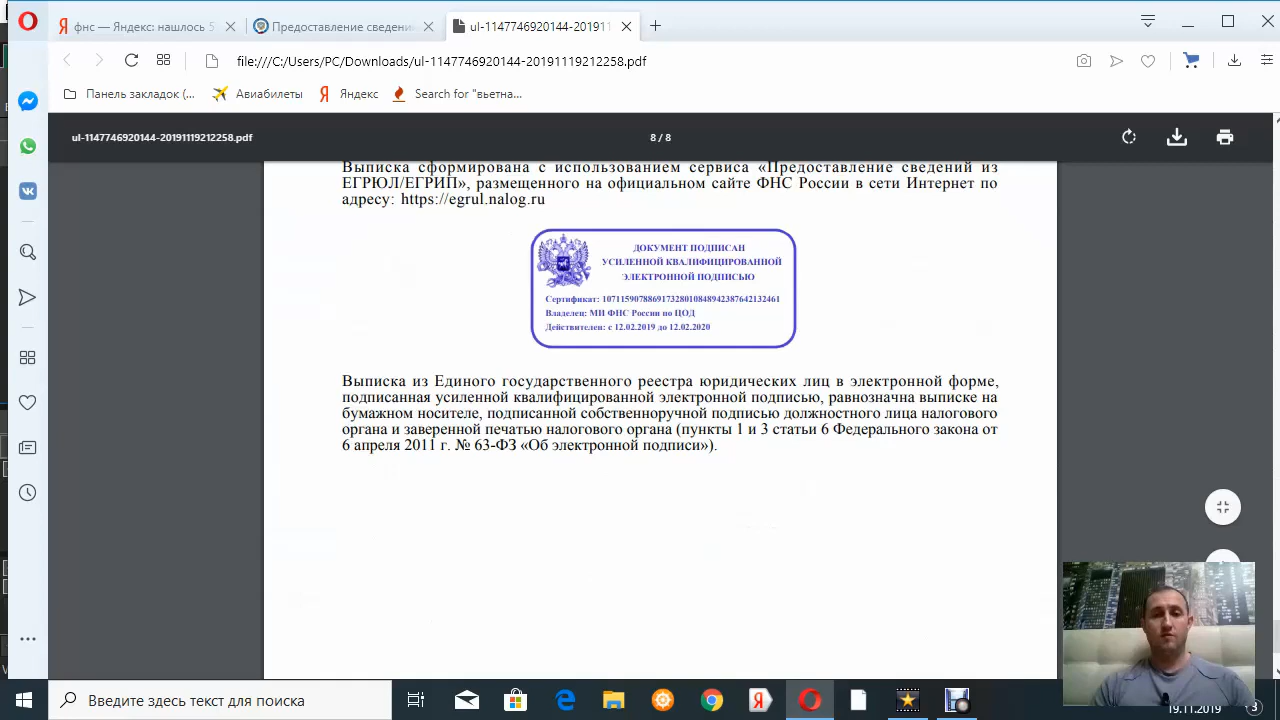 фнс — Яндекс: нашлось 5
Предоставление сведени
ul-1147746920144-201911
file:///C:/Users/PC/Downloads/ul-1147746920144-20191119212258.pdf
Панель закладок (...
Авиабилеты
Яндекс
Search for "вьетна...
ul-1147746920144-20191119212258.pdf
8 / 8
Выписка сформирована с использованием сервиса «Предоставление сведений из
ЕГРЮЛ/ЕГРИП», размещенного на официальном сайте ФНС России в сети Интернет по
адресу: https://egrul.nalog.ru
ДОКУМЕНТ ПОДПИСАН
УСИЛЕННОЙ КВАЛИФИЦИРОВАННОЙ
ЭЛЕКТРОННОЙ ПОДПИСЬЮ
Сертификат: 107115907886917328010848942387642132461
Владелец: МИ ФНС России по ЦОД
Действителен: с 12.02.2019 до 12.02.2020
Выписка из Единого государственного реестра юридических лиц в электронной форме,
подписанная усиленной квалифицированной электронной подписью, равнозначна выписке на
бумажном носителе, подписанной собственноручной подписью должностного лица налогового
органа и заверенной печатью налогового органа (пункты 1 и 3 статьи 6 Федерального закона от
6 апреля 2011 г. № 63-ФЗ «Об электронной подписи»).
Введите здесь текст для поиска
19.11.2019
3